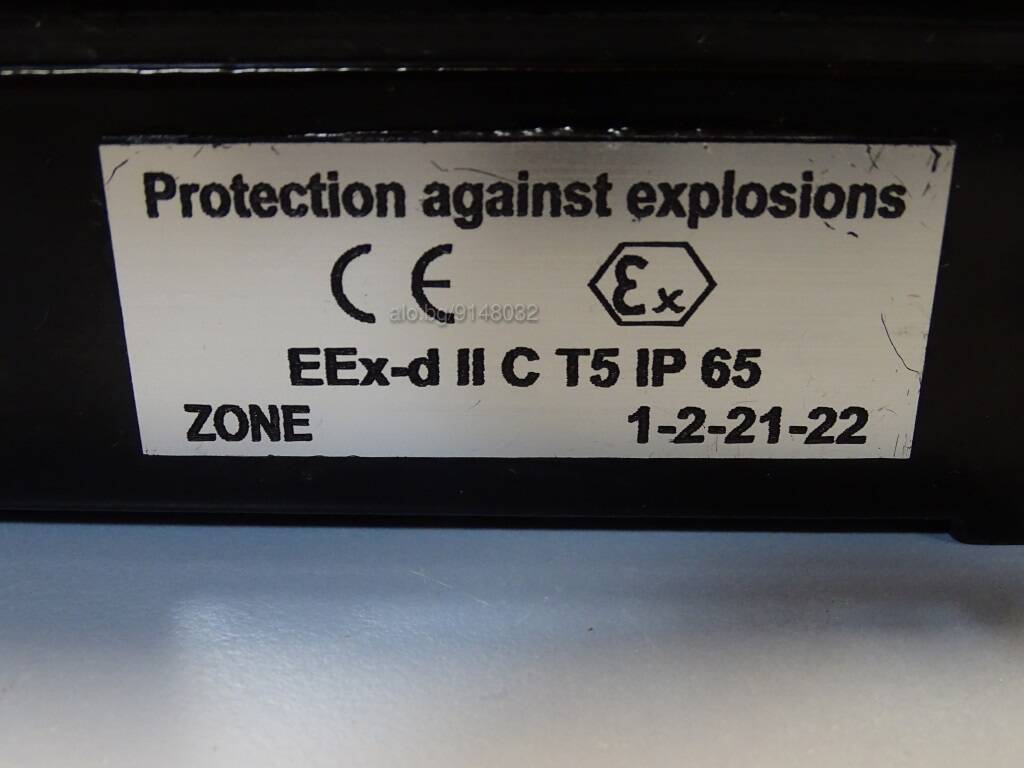 Protection against explosions
CE Ex
alo.bg/9148032
EEx-d II C T5 IP 65
ZONE 1-2-21-22